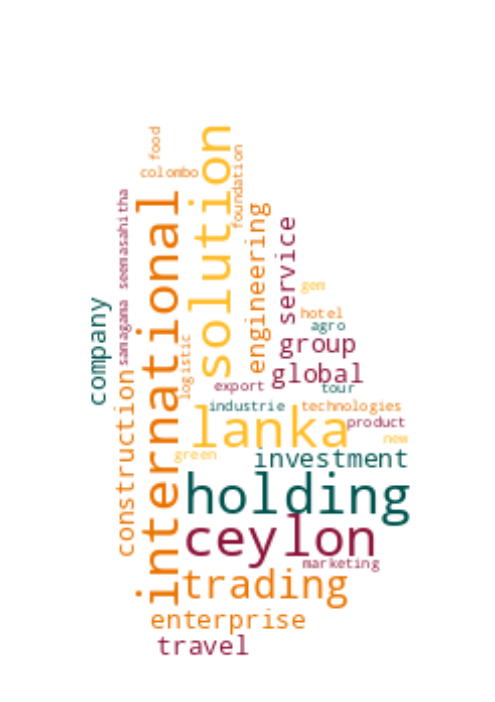 food
colombo
solution
foundation
seemasahitha
international
engineering
service
gem
company
samagama
hotel
agro
logistic
group
global
construction
export
tour
industrie
technologies
lanka
product
new
green
investment
holding
ceylon
marketing
trading
enterprise
travel